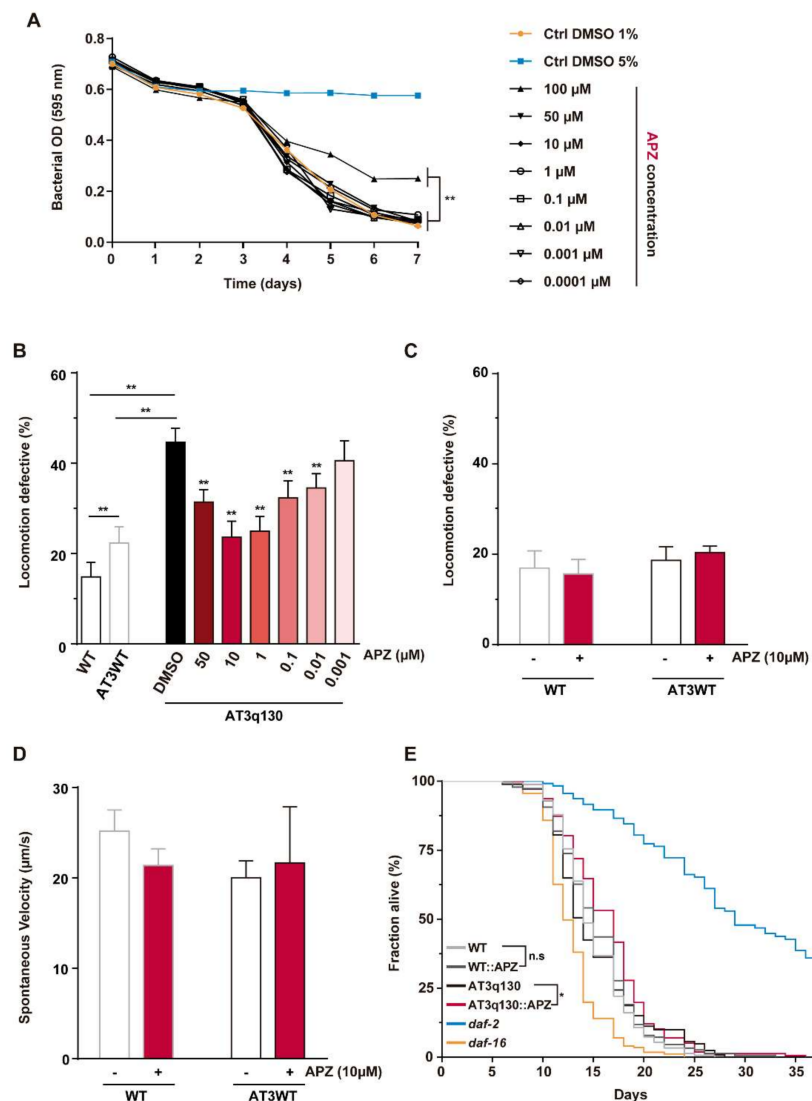 A
0.8
0.6
0.4
0.2
0.0
Bacterial OD (595 nm)
0 1 2 3 4 5 6 7
Time (days)
**
Ctrl DMSO 1%
Ctrl DMSO 5%
100 µM
50 µM
10 µM
1 µM
0.1 µM
0.01 µM
0.001 µM
0.0001 µM
APZ concentration
B
60
40
20
0
Locomotion defective (%)
**
**
**
** ** ** ** **
WT AT3WT DMSO 50 10 1 0.1 0.01 0.001 APZ (µM)
AT3q130
C
60
40
20
0
Locomotion defective (%)
- + - + APZ (10µM)
WT AT3WT
D
30
20
10
0
Spontaneous Velocity (µm/s)
- + - + APZ (10µM)
WT AT3WT
E
100
75
50
25
0
Fraction alive (%)
WT
WT::APZ
n.s
AT3q130
AT3q130::APZ
*
daf-2
daf-16
0 5 10 15 20 25 30 35
Days